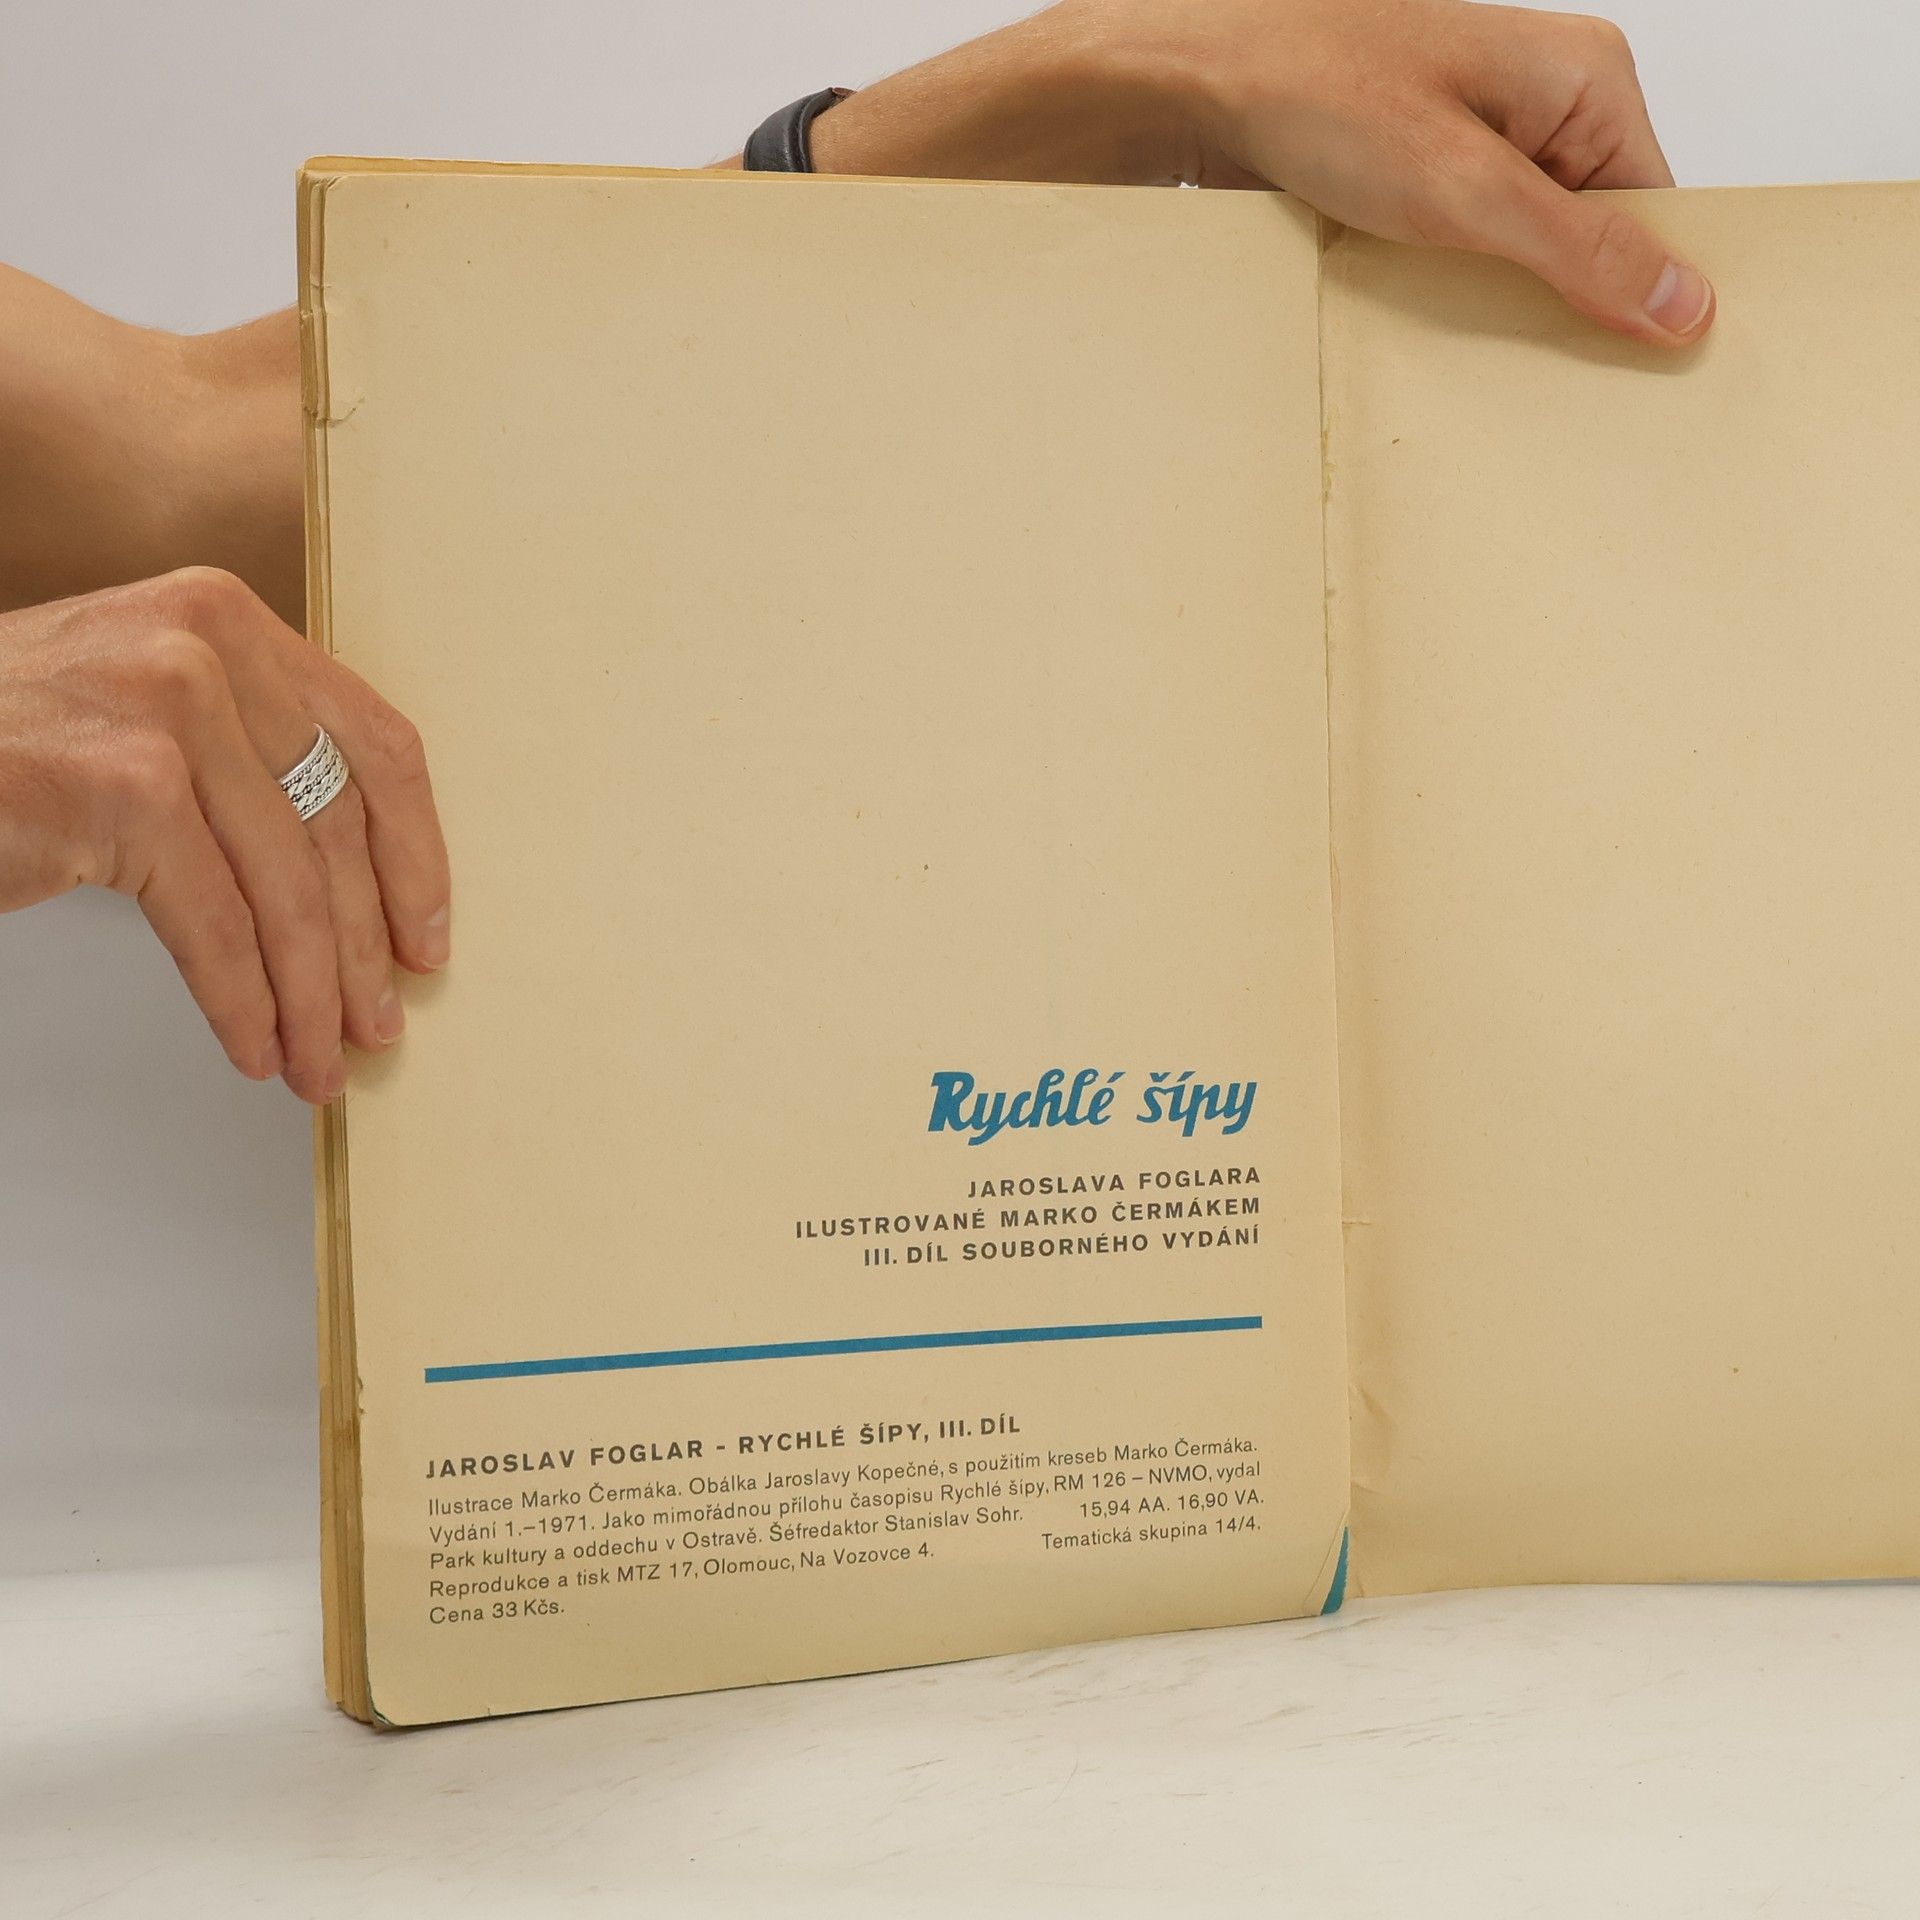 Rychlé šípy
JAROSLAVA FOGLARA
ILUSTROVANÉ MARKO ČERMÁKEM
III. DÍL SOUBORNÉHO VYDÁNÍ
JAROSLAV FOGLAR - RYCHLÉ ŠÍPY, III. DÍL
Ilustrace Marko Čermáka. Obálka Jaroslavy Kopečné, s použitím kreseb Marko Čermáka.
Vydání 1.–1971. Jako mimořádnou přílohu časopisu Rychlé šípy, RM 126 – NVMO, vydal
Park kultury a oddechu v Ostravě. Šéfredaktor Stanislav Sohr. 15,94 AA. 16,90 VA.
Reprodukce a tisk MTZ 17, Olomouc, Na Vozovce 4. Tematická skupina 14/4.
Cena 33 Kčs.